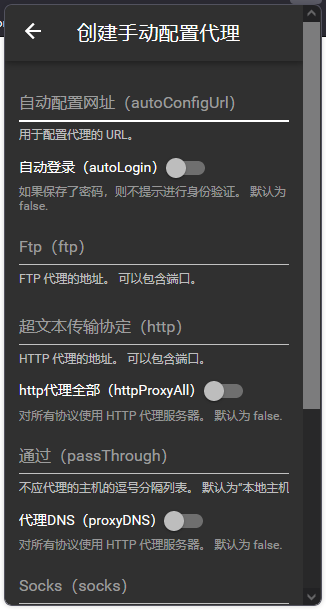 创建手动配置代理
自动配置网址（autoConfigUrl）
用于配置代理的 URL。
自动登录（autoLogin）
如果保存了密码，则不提示进行身份验证。 默认为
false.
Ftp（ftp）
FTP 代理的地址。 可以包含端口。
超文本传输协定（http）
HTTP 代理的地址。 可以包含端口。
http代理全部（httpProxyAll）
对所有协议使用 HTTP 代理服务器。 默认为 false.
通过（passThrough）
不应代理的主机的逗号分隔列表。 默认为“本地主机
代理DNS（proxyDNS）
对所有协议使用 HTTP 代理服务器。 默认为 false.
Socks（socks）